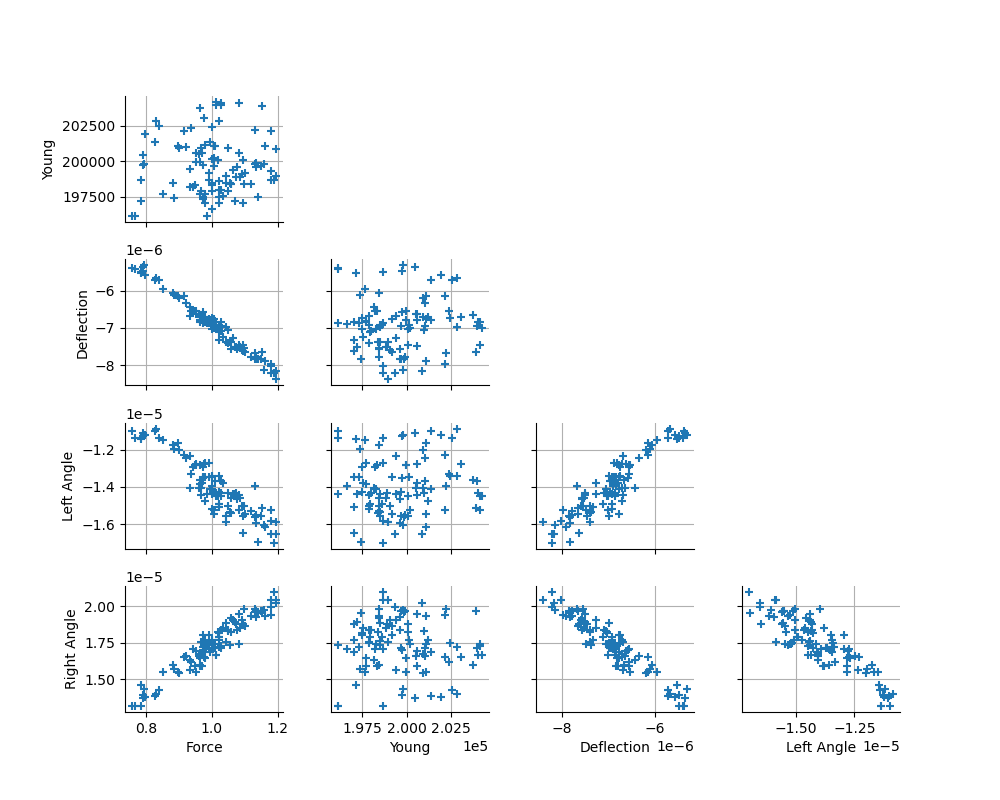 Young
202500
200000
197500
1e−6
Deflection
−6
−7
−8
1e−5
Left Angle
−1.2
−1.4
−1.6
1e−5
Right Angle
2.00
1.75
1.50
0.8 1.0 1.2
Force
1.975 2.000 2.025
Young 1e5
−8 −6
Deflection 1e−6
−1.50 −1.25
Left Angle 1e−5